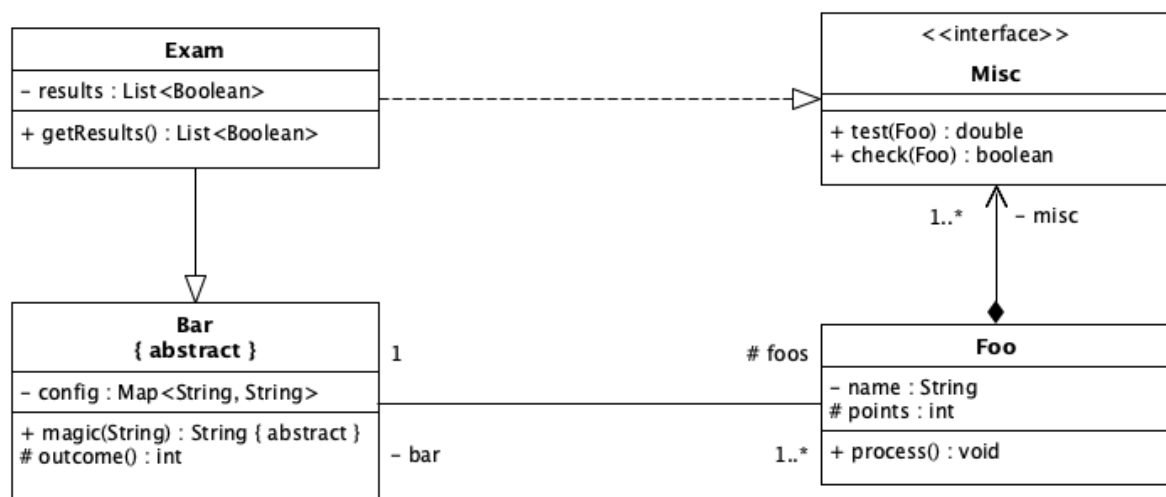 Exam
– results : List<Boolean>
+ getResults() : List<Boolean>
<<interface>>
Misc
+ test(Foo) : double
+ check(Foo) : boolean
1..*
– misc
Bar
{ abstract }
– config : Map<String, String>
+ magic(String) : String { abstract }
# outcome() : int
1
# foos
– bar
1..*
Foo
– name : String
# points : int
+ process() : void